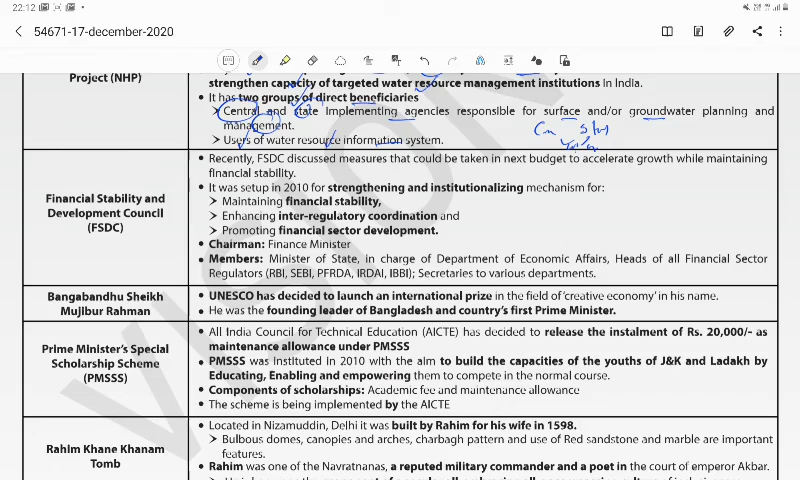 22:12
54671-17-december-2020
Project (NHP)
strengthen capacity of targeted water resource management institutions in India.
• It has two groups of direct beneficiaries
➤ Central and state implementing agencies responsible for surface and/or groundwater planning and
management.
➤ Users of water resource information system.
Financial Stability and
Development Council
(FSDC)
• Recently, FSDC discussed measures that could be taken in next budget to accelerate growth while maintaining
financial stability.
• It was setup in 2010 for strengthening and institutionalizing mechanism for:
➤ Maintaining financial stability,
➤ Enhancing inter-regulatory coordination and
➤ Promoting financial sector development.
• Chairman: Finance Minister
• Members: Minister of State, in charge of Department of Economic Affairs, Heads of all Financial Sector
Regulators (RBI, SEBI, PFRDA, IRDAI, IBBI); Secretaries to various departments.
Bangabandhu Sheikh
Mujibur Rahman
• UNESCO has decided to launch an international prize in the field of 'creative economy' in his name.
• He was the founding leader of Bangladesh and country's first Prime Minister.
Prime Minister's Special
Scholarship Scheme
(PMSSS)
• All India Council for Technical Education (AICTE) has decided to release the instalment of Rs. 20,000/- as
maintenance allowance under PMSSS
• PMSSS was instituted in 2010 with the aim to build the capacities of the youths of J&K and Ladakh by
Educating, Enabling and empowering them to compete in the normal course.
• Components of scholarships: Academic fee and maintenance allowance
• The scheme is being implemented by the AICTE
Rahim Khane Khanam
Tomb
• Located in Nizamuddin, Delhi it was built by Rahim for his wife in 1598.
➤ Bulbous domes, canopies and arches, charbagh pattern and use of Red sandstone and marble are important
features.
• Rahim was one of the Navratnas, a reputed military commander and a poet in the court of emperor Akbar.
VISION